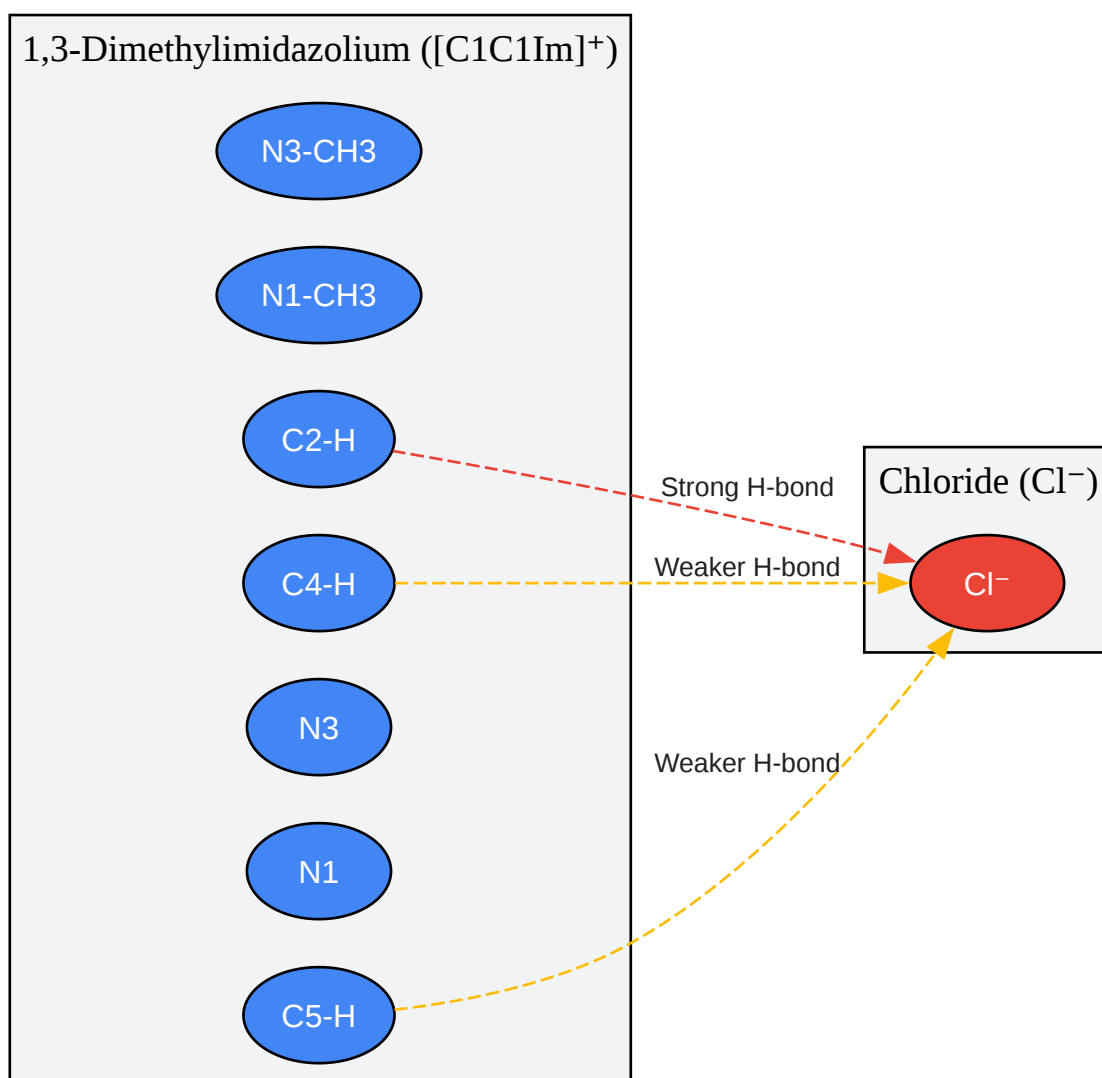 1,3-Dimethylimidazolium ([C1C1Im]⁺)
N3-CH3
N1-CH3
C2-H
Strong H-bond
Chloride (Cl⁻)
C4-H
Weaker H-bond
Cl⁻
N3
Weaker H-bond
N1
C5-H